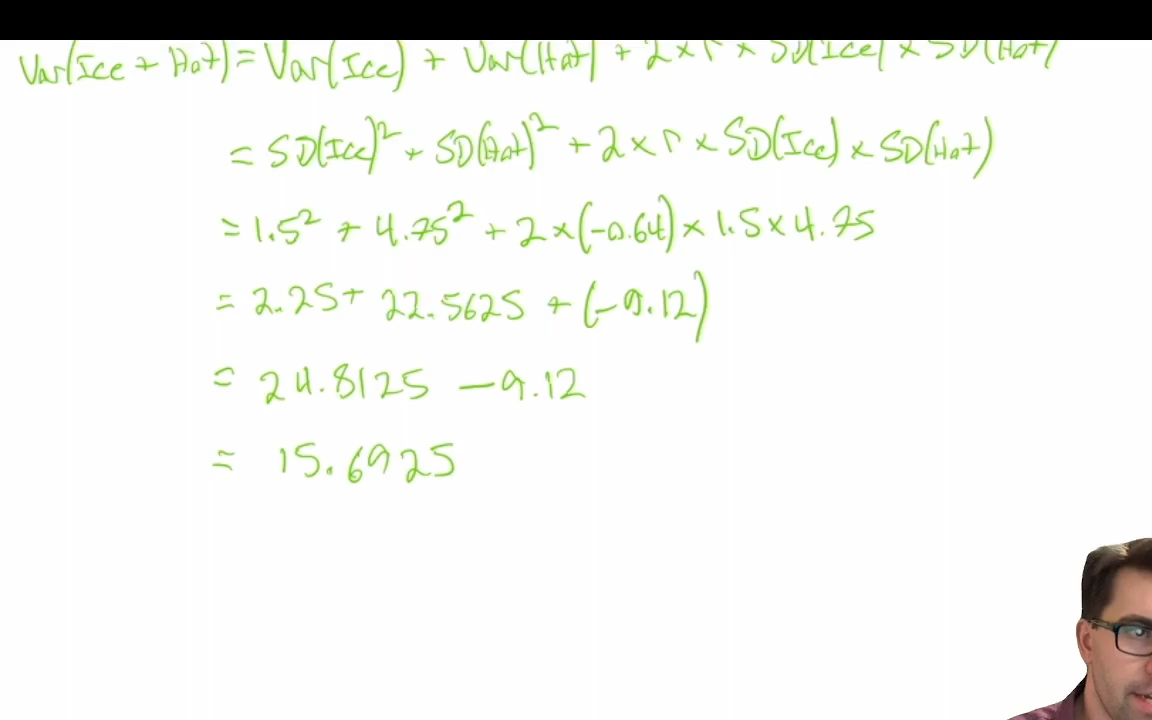 Var(Ice + Hot) = Var(Ice) + Var(Hot) + 2 × r × SD(Ice) × SD(Hot)
= SD(Ice)² + SD(Hot)² + 2 × r × SD(Ice) × SD(Hot)
= 1.5² + 4.75² + 2 × (-0.64) × 1.5 × 4.75
= 2.25 + 22.5625 + (-9.12)
= 24.8125 - 9.12
= 15.6925